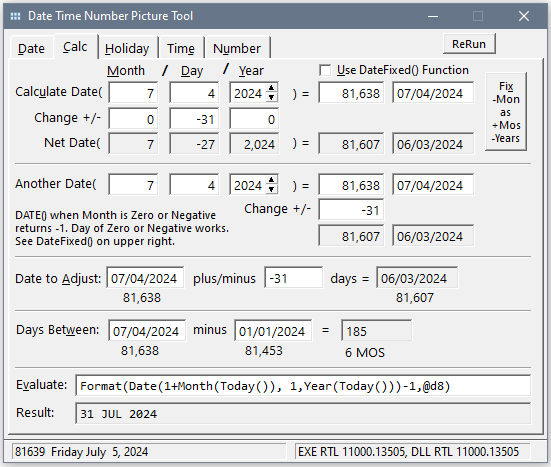 Date Time Number Picture Tool
Date Calc Holiday Time Number ReRun
Month / Day / Year Use DateFixed() Function
Calculate Date( 7 4 2024 ) = 81,638 07/04/2024
Change +/- 0 -31 0
Net Date( 7 -27 2,024 81,607 06/03/2024
Fix
-Mon
as
+Mos
-Years
Another Date( 7 4 2024 ) = 81,638 07/04/2024
Change +/- -31
81,607 06/03/2024
DATE() when Month is Zero or Negative
returns -1. Day of Zero or Negative works.
See DateFixed() on upper right.
Date to Adjust: 07/04/2024 plus/minus -31 days = 06/03/2024
81,638 81,607
Days Between: 07/04/2024 minus 01/01/2024 = 185
81,638 81,453 6 MOS
Evaluate: Format(Date(1+Month(Today()), 1,Year(Today()))-1,@d8)
Result: 31 JUL 2024
81639 Friday July 5, 2024 EXE RTL 11000.13505, DLL RTL 11000.13505